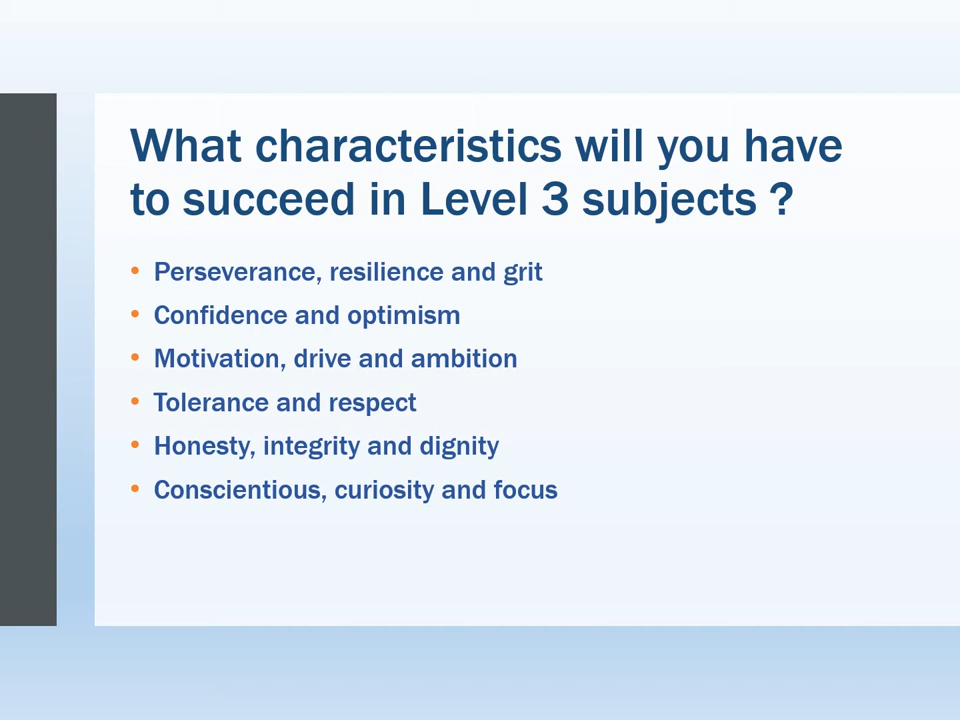 What characteristics will you have
to succeed in Level 3 subjects ?
• Perseverance, resilience and grit
• Confidence and optimism
• Motivation, drive and ambition
• Tolerance and respect
• Honesty, integrity and dignity
• Conscientious, curiosity and focus